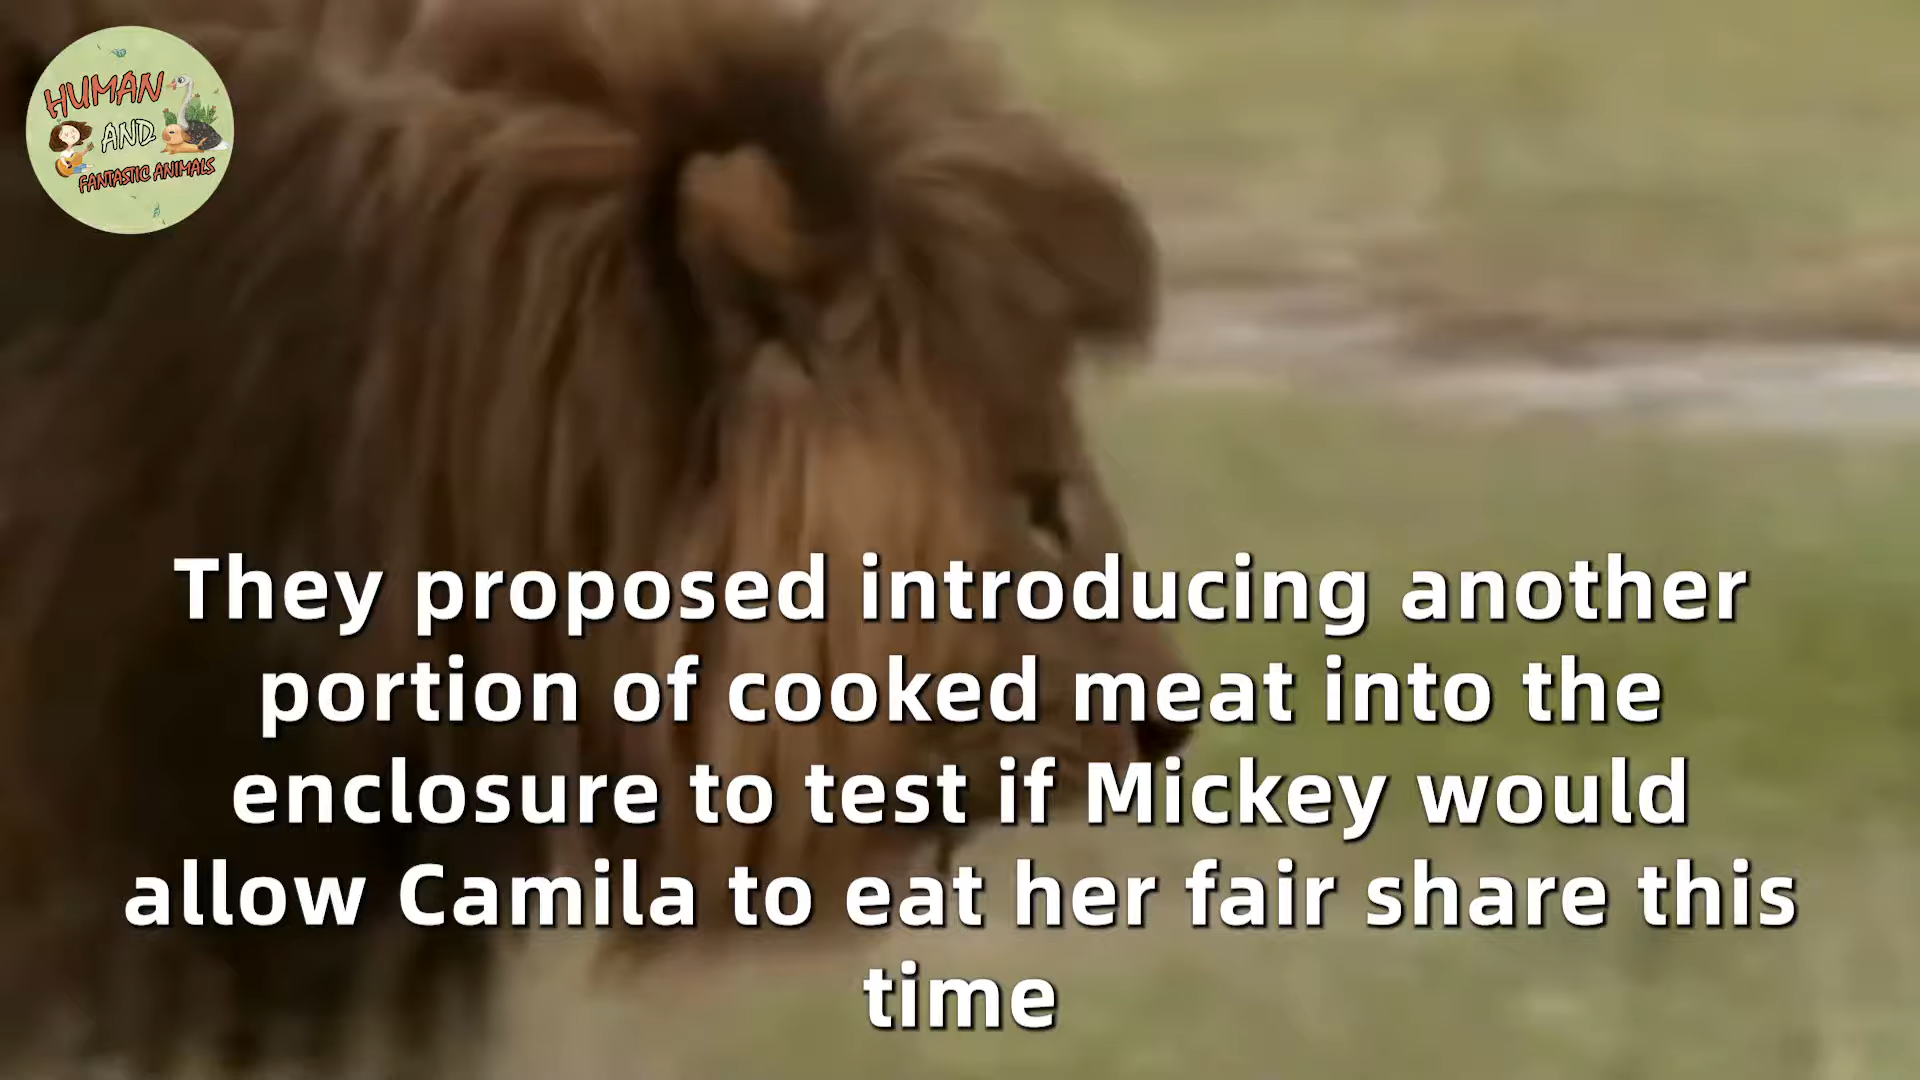 HUMAN
AND
FANTASTIC ANIMALS
They proposed introducing another
portion of cooked meat into the
enclosure to test if Mickey would
allow Camila to eat her fair share this
time